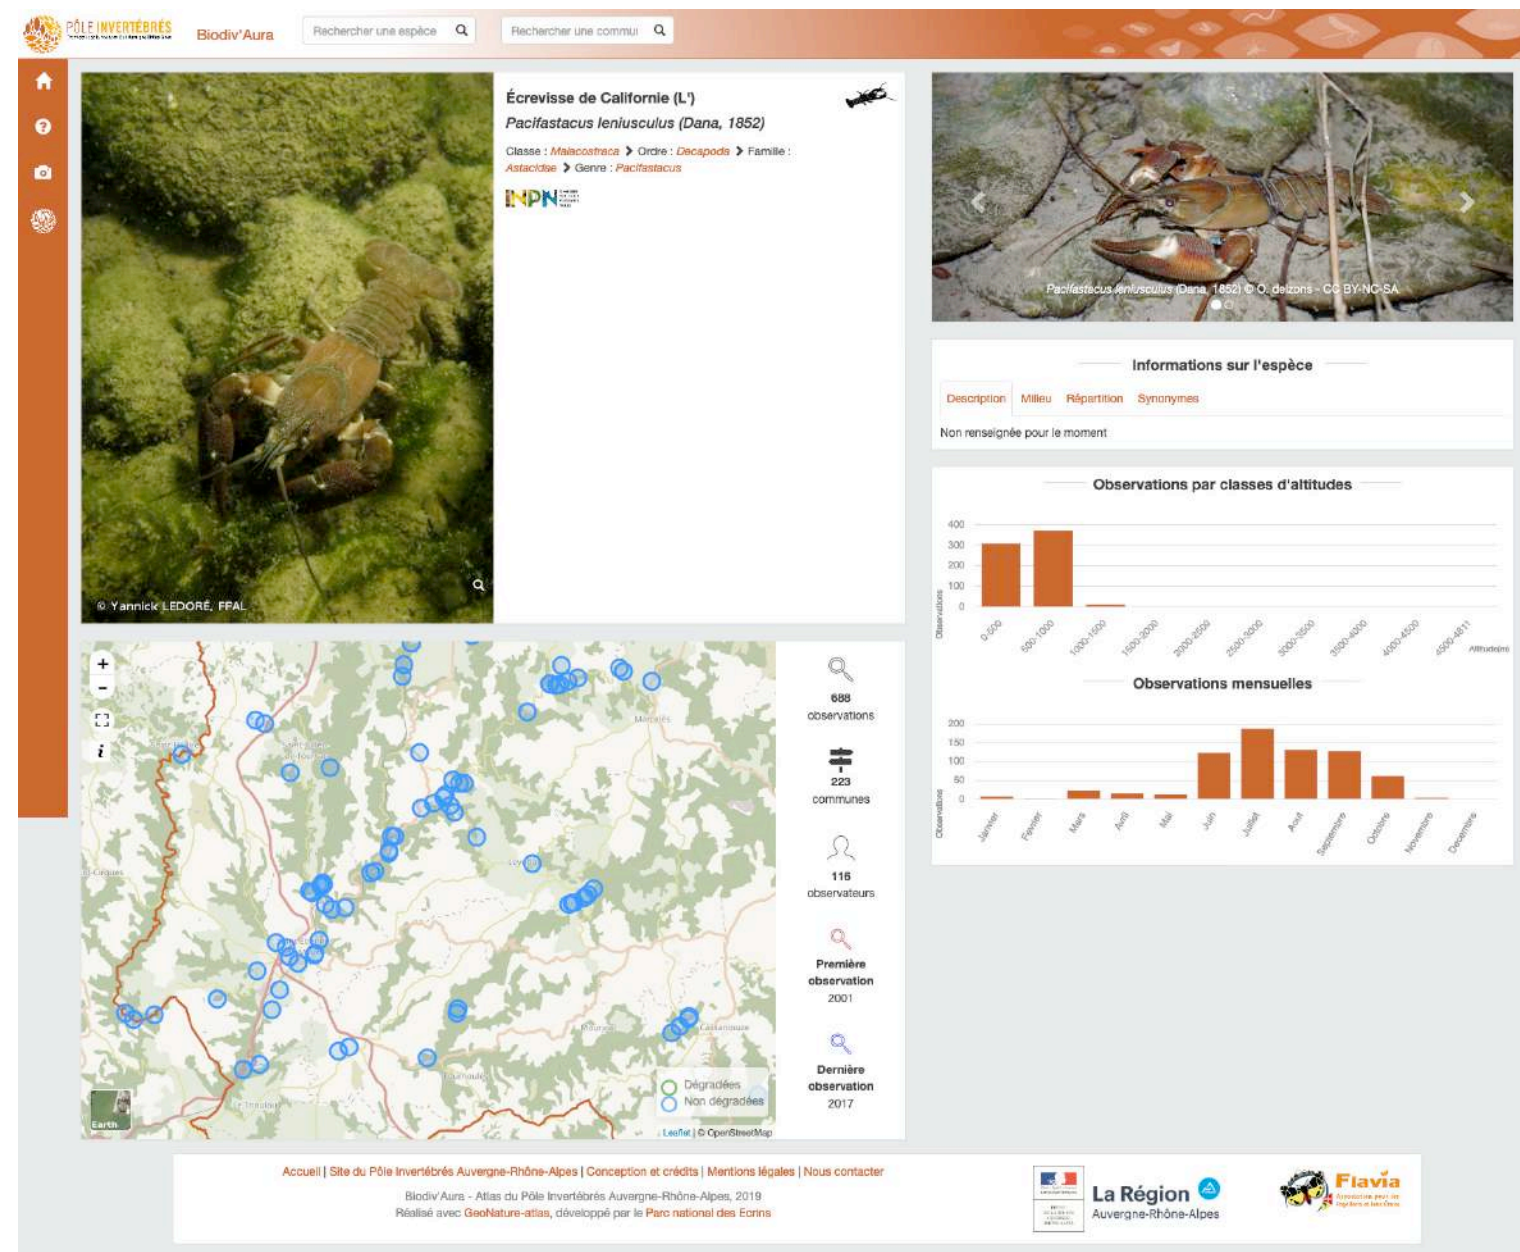 PÔLE INVERTÉBRÉS
Biodiv'Aura
Rechercher une espèce
Rechercher une commui
Écrevisse de Californie (L')
Pacifastacus leniusculus (Dana, 1852)
Classe : Malacostraca > Ordre : Decapoda > Famille :
Astacidae > Genre : Pacifastacus
INPN
© Yannick LEDORÉ, FFAL
Pacifastacus leniusculus (Dana, 1852) © O. delzons - CC BY-NC-SA
Informations sur l'espèce
Description Milieu Répartition Synonymes
Non renseignée pour le moment
Observations par classes d'altitudes
400
300
200
100
0
Observations
0-500 500-1000 1000-1500 1500-2000 2000-2500 2500-3000 3000-3500 3500-4000 4000-4500 4500-4811
Altitude(m)
Observations mensuelles
200
150
100
50
0
Observations
Janvier Fevrier Mars Avril Mai Juin Juillet Aout Septembre Octobre Novembre Decembre
+
-
i
Marcolès
Cassaniouze
Earth
Dégradées
Non dégradées
Leaflet | © OpenStreetMap
688
observations
223
communes
116
observateurs
Première
observation
2001
Dernière
observation
2017
Accueil | Site du Pôle Invertébrés Auvergne-Rhône-Alpes | Conception et crédits | Mentions légales | Nous contacter
Biodiv'Aura - Atlas du Pôle Invertébrés Auvergne-Rhône-Alpes, 2019
Réalisé avec GeoNature-atlas, développé par le Parc national des Ecrins
La Région
Auvergne-Rhône-Alpes
Flavia